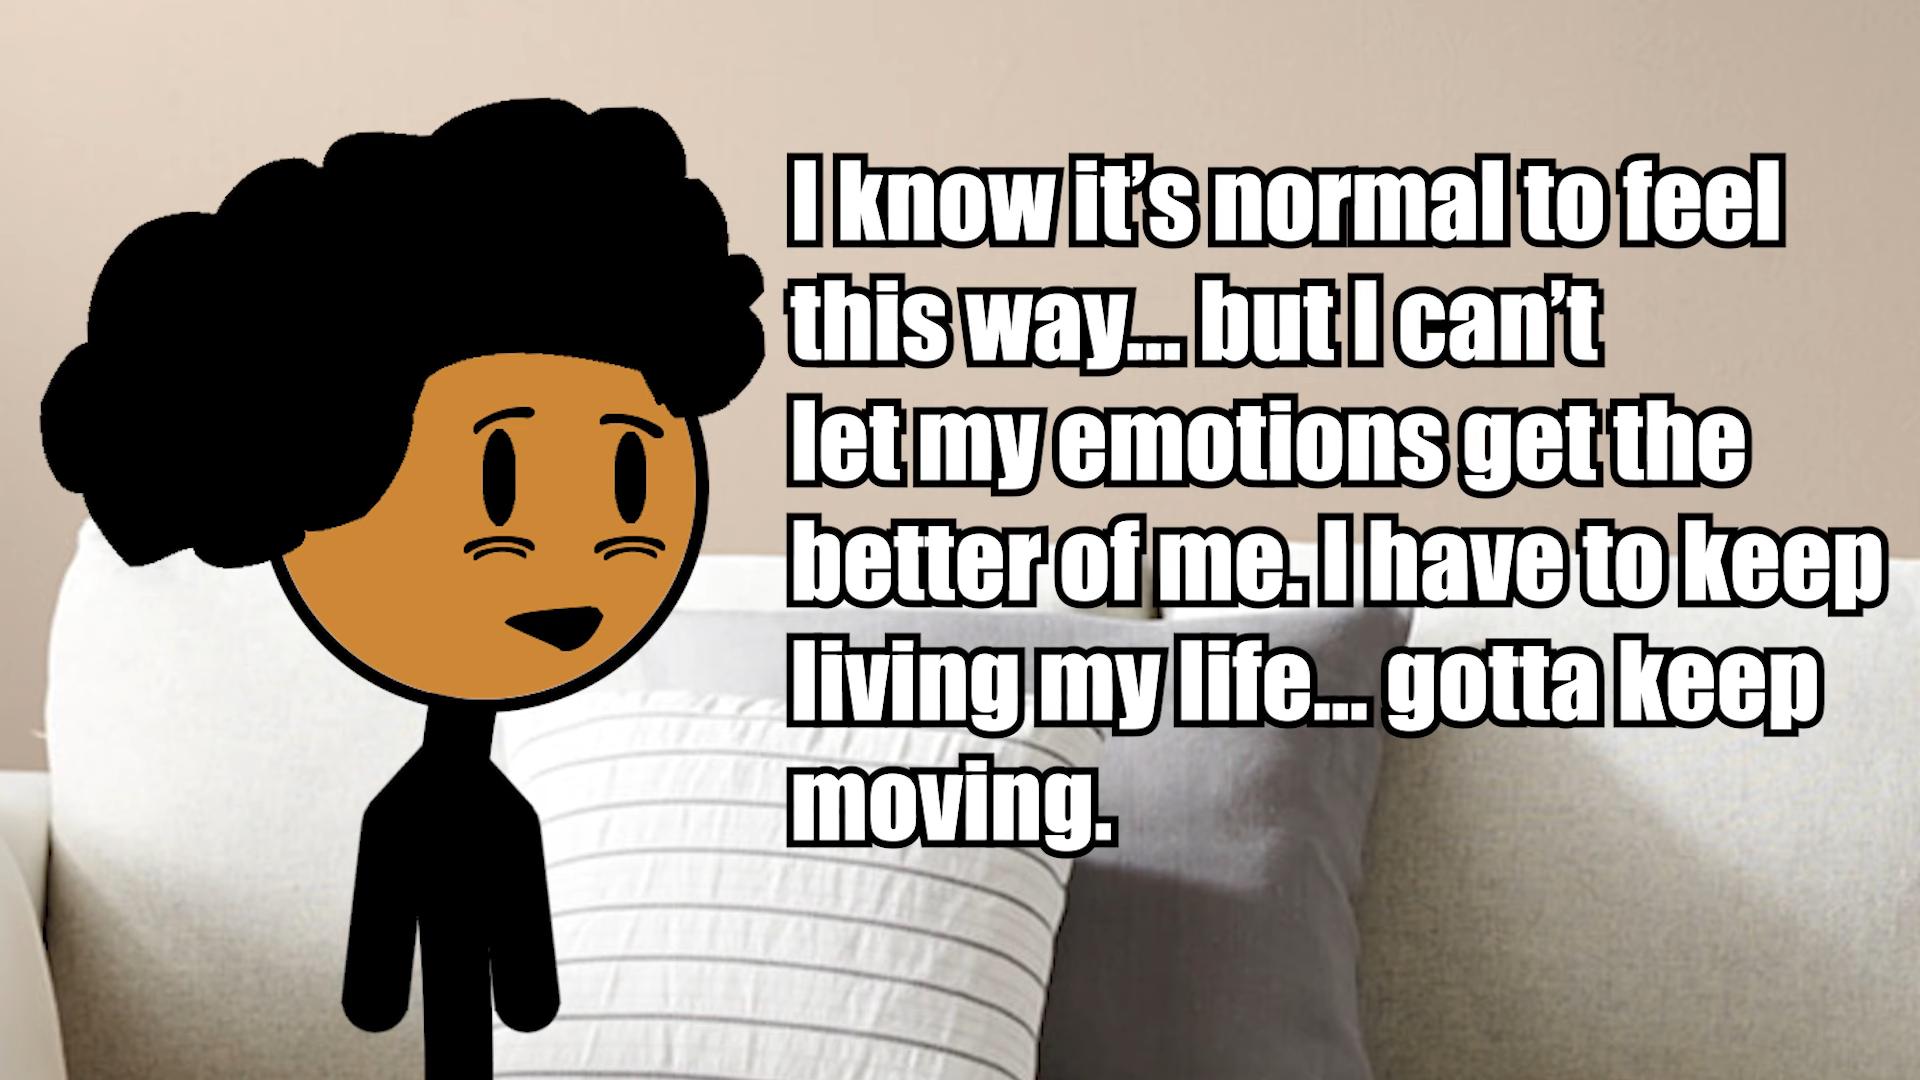 I know it’s normal to feel
this way... but I can’t
let my emotions get the
better of me. I have to keep
living my life... gotta keep
moving.